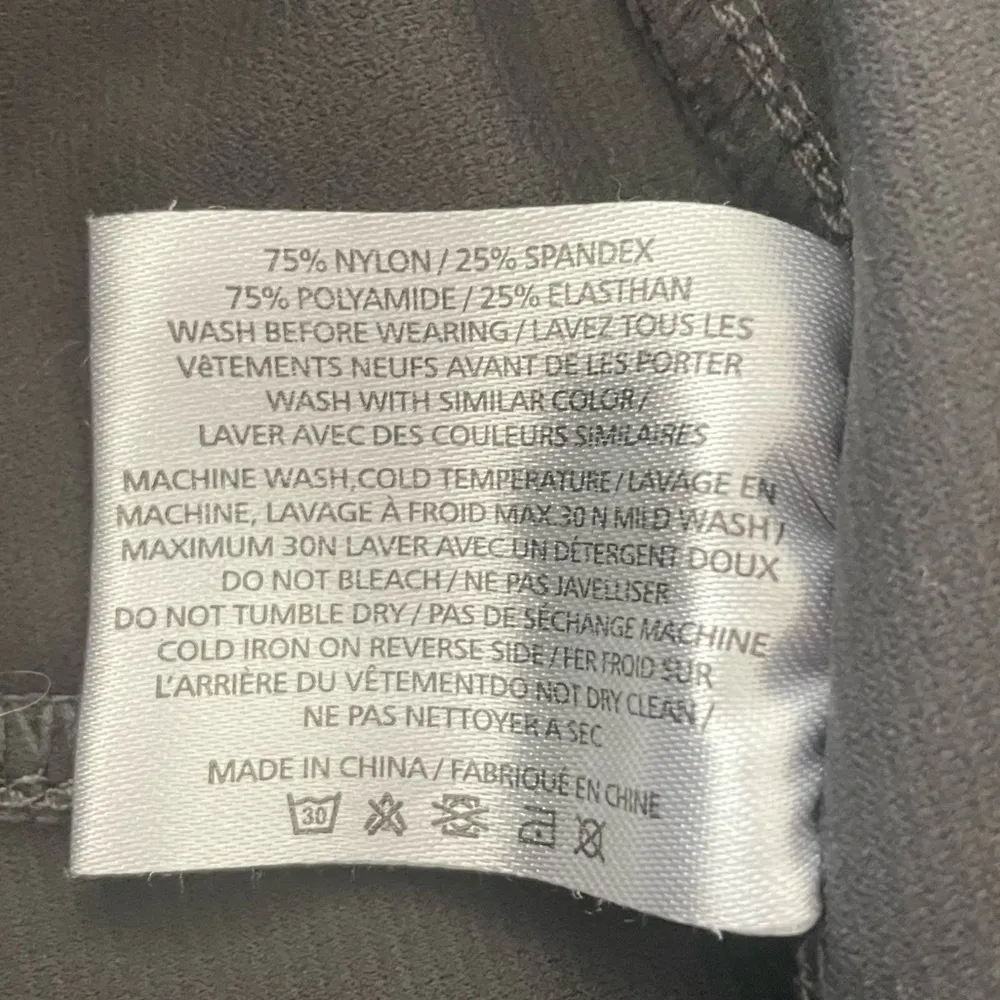 75% NYLON / 25% SPANDEX
75% POLYAMIDE / 25% ELASTHAN
WASH BEFORE WEARING / LAVEZ TOUS LES
VêTEMENTS NEUFS AVANT DE LES PORTER
WASH WITH SIMILAR COLOR /
LAVER AVEC DES COULEURS SIMILAIRES
MACHINE WASH,COLD TEMPERATURE / LAVAGE EN
MACHINE, LAVAGE À FROID MAX 30 N MILD WASH /
MAXIMUM 30N LAVER AVEC UN DÉTERGENT DOUX
DO NOT BLEACH / NE PAS JAVELLISER
DO NOT TUMBLE DRY / PAS DE SÉCHANGE MACHINE
COLD IRON ON REVERSE SIDE / FER FROID SUR
L'ARRIÈRE DU VÊTEMENTDO NOT DRY CLEAN /
NE PAS NETTOYER A SEC
MADE IN CHINA / FABRIQUÉ EN CHINE
30